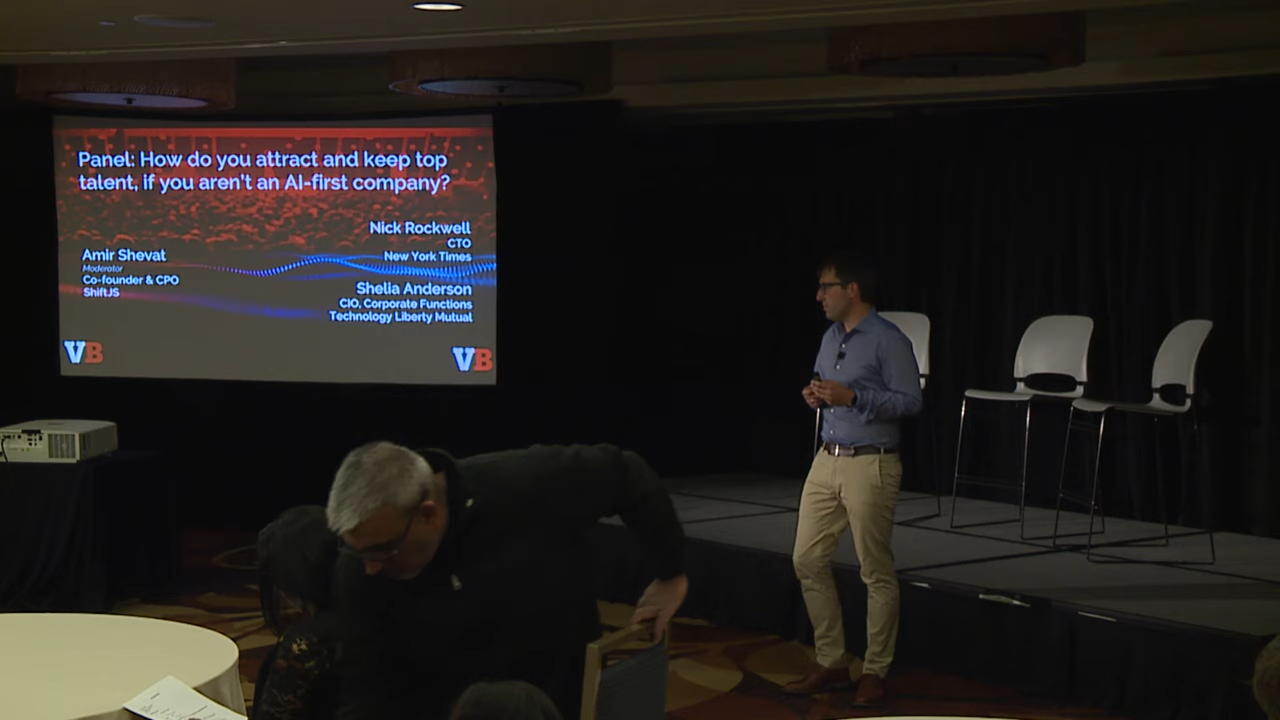 Panel: How do you attract and keep top
talent, if you aren't an AI-first company?
Nick Rockwell
CTO
New York Times
Amir Shevat
Moderator
Co-founder & CPO
ShiftJS
Shelia Anderson
CIO, Corporate Functions
Technology Liberty Mutual
VB
VB